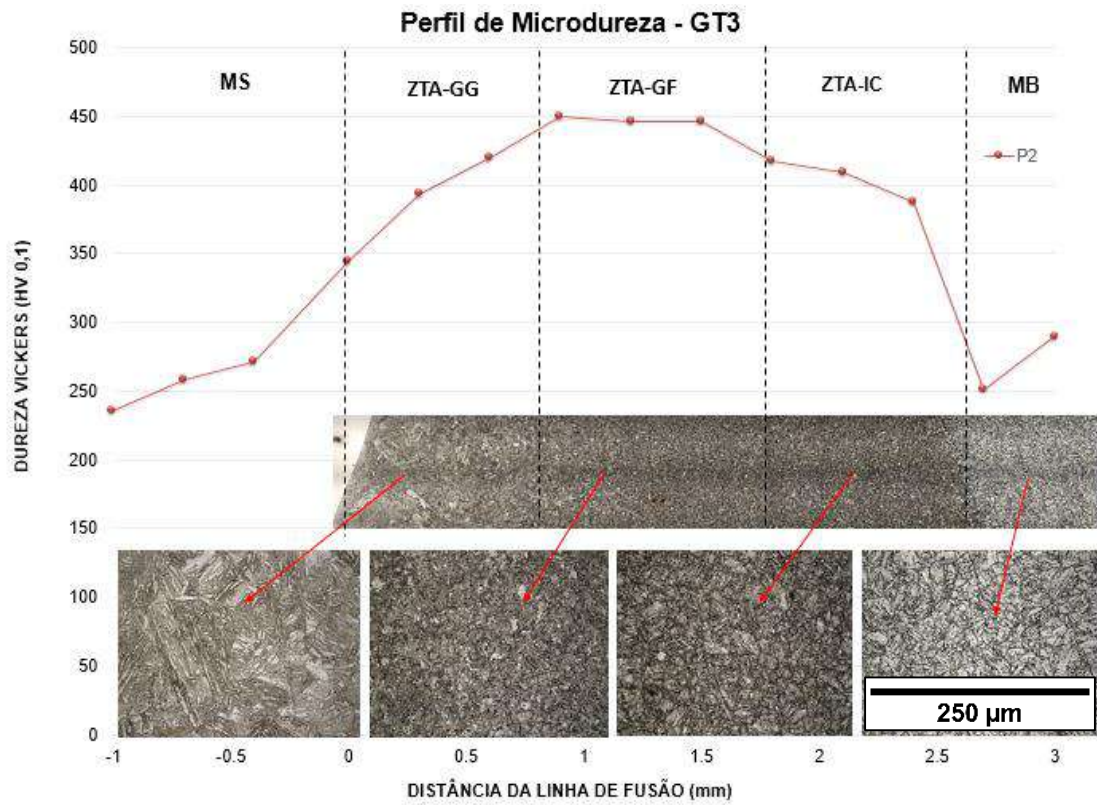 Perfil de Microdureza - GT3
500
450
400
350
300
250
200
150
100
50
0
DUREZA VICKERS (HV 0,1)
MS
ZTA-GG
ZTA-GF
ZTA-IC
MB
P2
250 µm
-1
-0.5
0
0.5
1
1.5
2
2.5
3
DISTÂNCIA DA LINHA DE FUSÃO (mm)